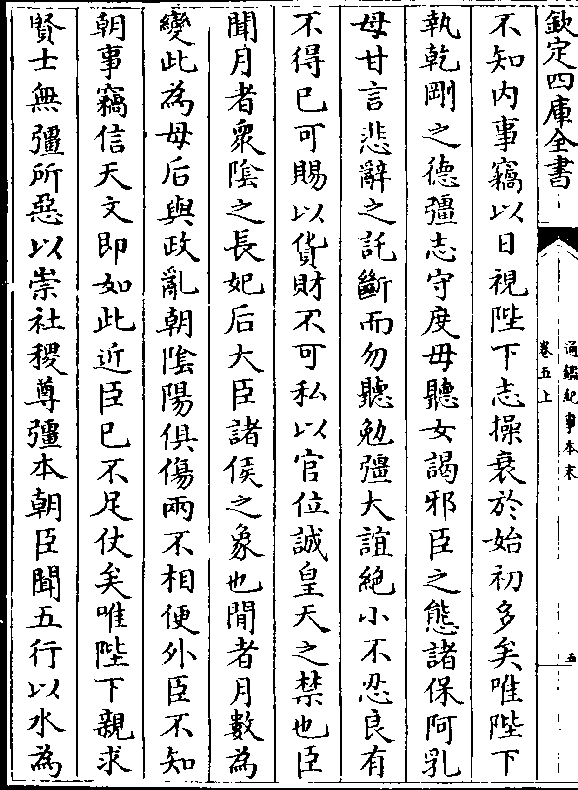 欽定四庫全書
通鑑紀事本末
卷五上
五
不知内事竊以日視陛下志操衰於始初多矣唯陛下
執乾剛之德彊志守度毋聽女謁邪臣之態諸保阿乳
母甘言悲辭之託斷而勿聽勉彊大誼絶小不忍良有
不得已可賜以貨財不可私以官位誠皇天之禁也臣
聞月者衆陰之長妃后大臣諸侯之象也閒者月數為
變此為母后與政亂朝陰陽俱傷兩不相便外臣不知
朝事竊信天文即如此近臣已不足仗矣唯陛下親求
賢士無彊所惡以崇社稷尊彊本朝臣聞五行以水為